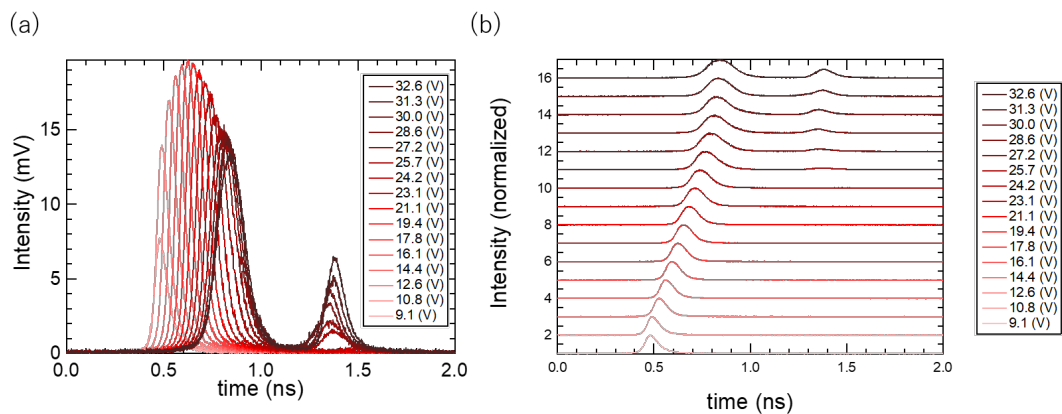 (a)
Intensity (mV)
15
10
5
0
0.0 0.5 1.0 1.5 2.0
time (ns)
32.6 (V)
31.3 (V)
30.0 (V)
28.6 (V)
27.2 (V)
25.7 (V)
24.2 (V)
23.1 (V)
21.1 (V)
19.4 (V)
17.8 (V)
16.1 (V)
14.4 (V)
12.6 (V)
10.8 (V)
9.1 (V)
(b)
Intensity (normalized)
16
14
12
10
8
6
4
2
0.0 0.5 1.0 1.5 2.0
time (ns)
32.6 (V)
31.3 (V)
30.0 (V)
28.6 (V)
27.2 (V)
25.7 (V)
24.2 (V)
23.1 (V)
21.1 (V)
19.4 (V)
17.8 (V)
16.1 (V)
14.4 (V)
12.6 (V)
10.8 (V)
9.1 (V)